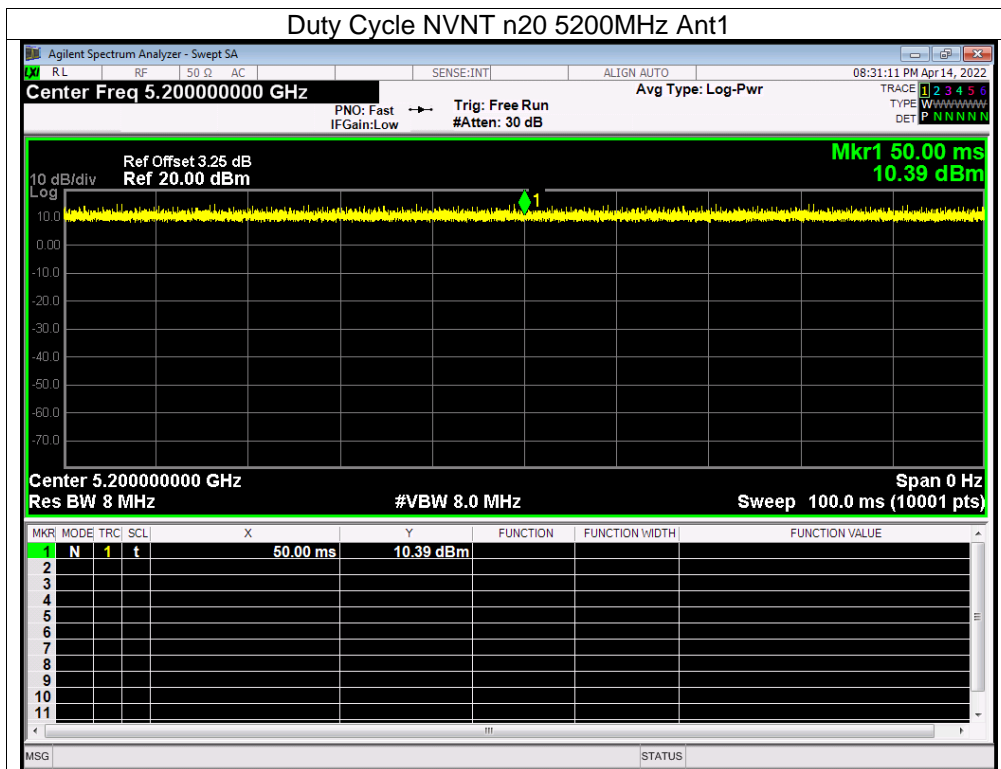 Duty Cycle NVNT n20 5200MHz Ant1
Agilent Spectrum Analyzer - Swept SA
LXI RL RF 50 Ω AC SENSE:INT ALIGN AUTO 08:31:11 PM Apr 14, 2022
Center Freq 5.200000000 GHz
PNO: Fast
IFGain:Low
Trig: Free Run
#Atten: 30 dB
Avg Type: Log-Pwr
TRACE 1 2 3 4 5 6
TYPE WWWWWWW
DET P N N N N N
Mkr1 50.00 ms
10.39 dBm
Ref Offset 3.25 dB
10 dB/div Ref 20.00 dBm
Log
1
10.0
0.00
-10.0
-20.0
-30.0
-40.0
-50.0
-60.0
-70.0
Center 5.200000000 GHz Span 0 Hz
Res BW 8 MHz #VBW 8.0 MHz Sweep 100.0 ms (10001 pts)
MKR MODE TRC SCL X Y FUNCTION FUNCTION WIDTH FUNCTION VALUE
1 N 1 t 50.00 ms 10.39 dBm
2
3
4
5
6
7
8
9
10
11
MSG STATUS